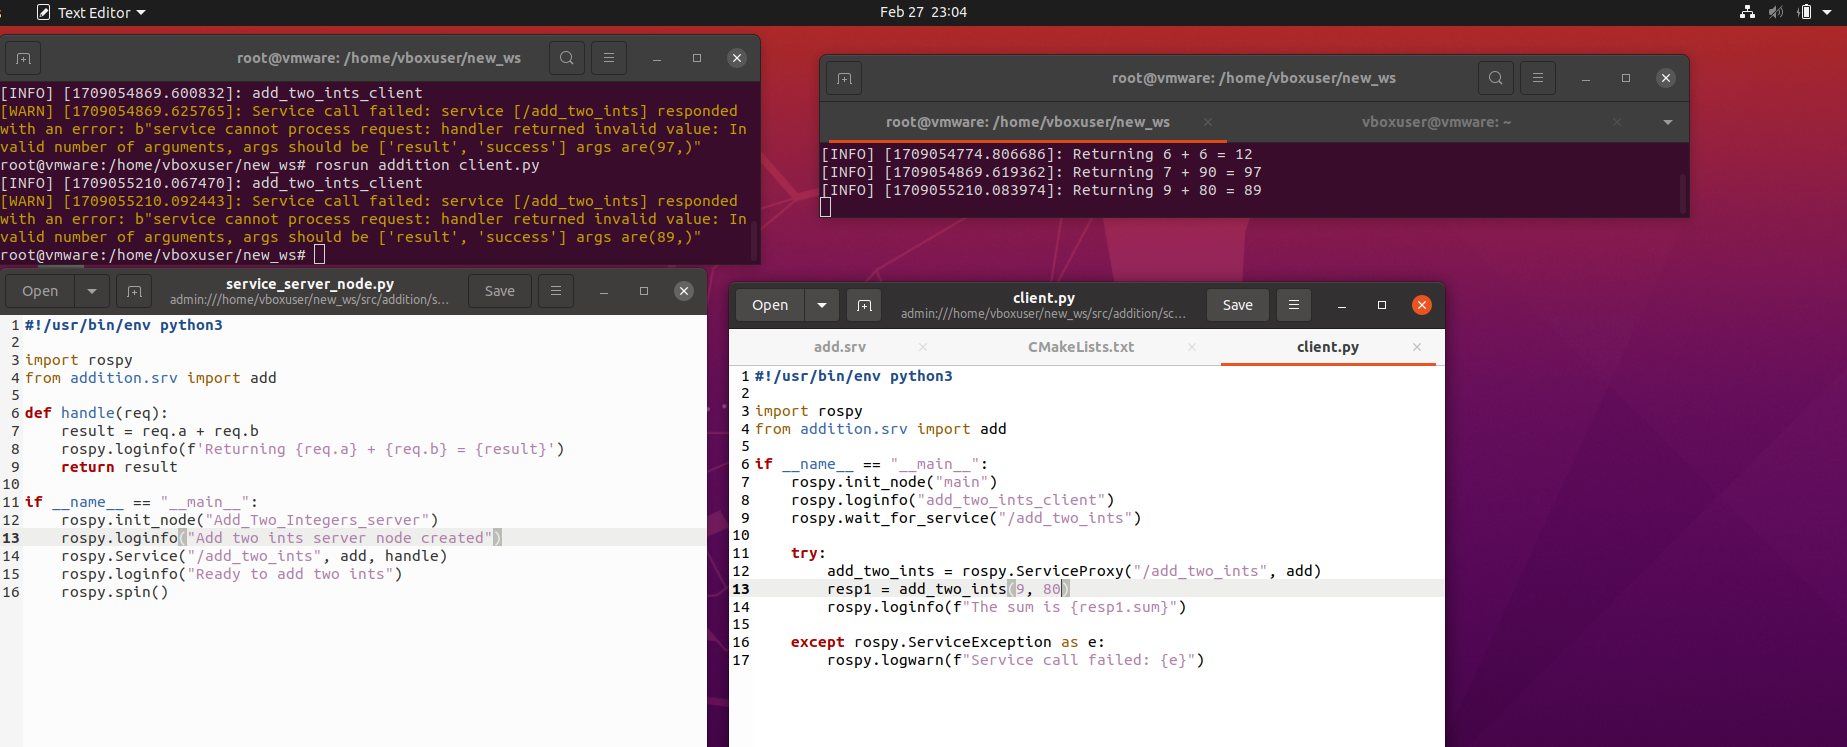 Text Editor
Feb 27 23:04
root@vmware: /home/vboxuser/new_ws
[INFO] [1709054869.600832]: add_two_ints_client
[WARN] [1709054869.625765]: Service call failed: service [/add_two_ints] responded
with an error: b"service cannot process request: handler returned invalid value: In
valid number of arguments, args should be ['result', 'success'] args are(97,)"
root@vmware:/home/vboxuser/new_ws# rosrun addition client.py
[INFO] [1709055210.067470]: add_two_ints_client
[WARN] [1709055210.092443]: Service call failed: service [/add_two_ints] responded
with an error: b"service cannot process request: handler returned invalid value: In
valid number of arguments, args should be ['result', 'success'] args are(89,)"
root@vmware:/home/vboxuser/new_ws#
root@vmware: /home/vboxuser/new_ws
root@vmware: /home/vboxuser/new_ws vboxuser@vmware: ~
[INFO] [1709054774.806686]: Returning 6 + 6 = 12
[INFO] [1709054869.619362]: Returning 7 + 90 = 97
[INFO] [1709055210.083974]: Returning 9 + 80 = 89
Open service_server_node.py Save
admin:///home/vboxuser/new_ws/src/addition/s...
1 #!/usr/bin/env python3
2
3 import rospy
4 from addition.srv import add
5
6 def handle(req):
7     result = req.a + req.b
8     rospy.loginfo(f'Returning {req.a} + {req.b} = {result}')
9     return result
10
11 if __name__ == "__main__":
12     rospy.init_node("Add_Two_Integers_server")
13     rospy.loginfo("Add two ints server node created")
14     rospy.Service("/add_two_ints", add, handle)
15     rospy.loginfo("Ready to add two ints")
16     rospy.spin()
Open client.py Save
admin:///home/vboxuser/new_ws/src/addition/sc...
add.srv CMakeLists.txt client.py
1 #!/usr/bin/env python3
2
3 import rospy
4 from addition.srv import add
5
6 if __name__ == "__main__":
7     rospy.init_node("main")
8     rospy.loginfo("add_two_ints_client")
9     rospy.wait_for_service("/add_two_ints")
10
11     try:
12         add_two_ints = rospy.ServiceProxy("/add_two_ints", add)
13         resp1 = add_two_ints(9, 80)
14         rospy.loginfo(f"The sum is {resp1.sum}")
15
16     except rospy.ServiceException as e:
17         rospy.logwarn(f"Service call failed: {e}")